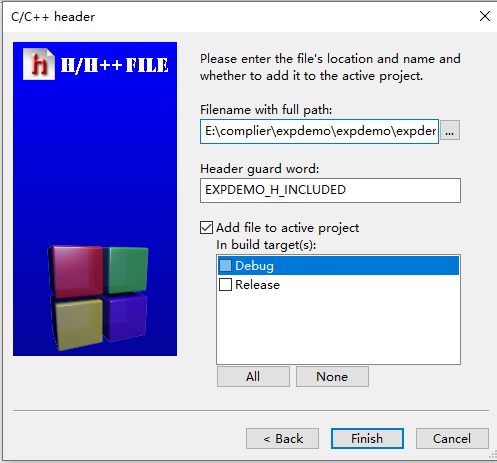 C/C++ header
H/H++ FILE
Please enter the file's location and name and
whether to add it to the active project.
Filename with full path:
E:\complier\expdemo\expdemo\expder
...
Header guard word:
EXPDEMO_H_INCLUDED
Add file to active project
In build target(s):
Debug
Release
All
None
< Back
Finish
Cancel